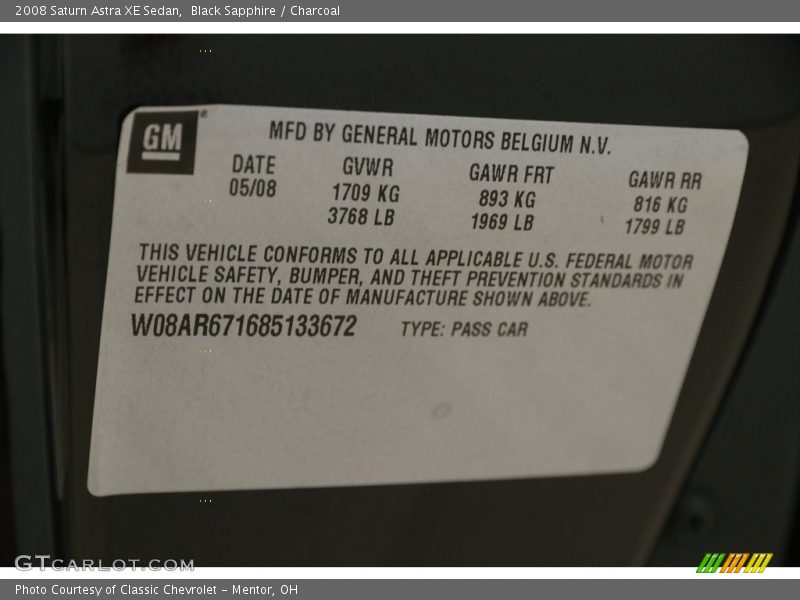 2008 Saturn Astra XE Sedan, Black Sapphire / Charcoal
GM
MFD BY GENERAL MOTORS BELGIUM N.V.
DATE GVWR GAWR FRT GAWR RR
05/08 1709 KG 893 KG 816 KG
3768 LB 1969 LB 1799 LB
THIS VEHICLE CONFORMS TO ALL APPLICABLE U.S. FEDERAL MOTOR
VEHICLE SAFETY, BUMPER, AND THEFT PREVENTION STANDARDS IN
EFFECT ON THE DATE OF MANUFACTURE SHOWN ABOVE.
W08AR671685133672 TYPE: PASS CAR
GTCARLOT.COM
Photo Courtesy of Classic Chevrolet - Mentor, OH